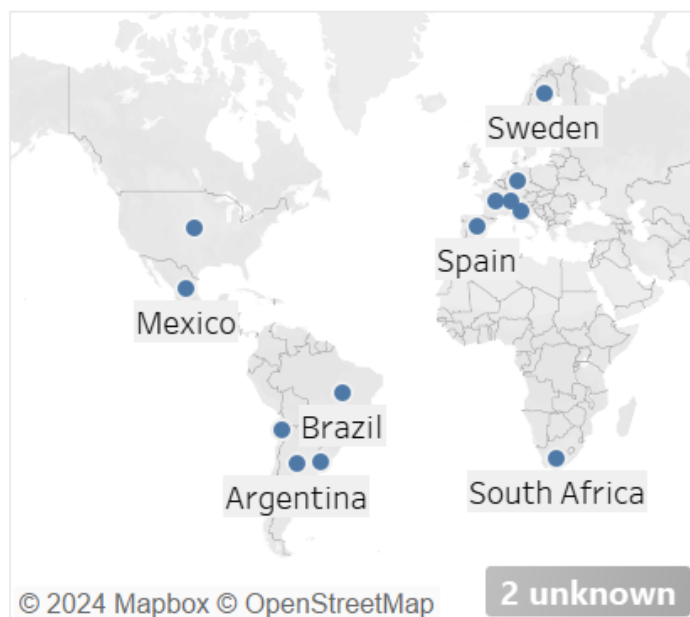 Sweden
Spain
Mexico
Brazil
Argentina
South Africa
2 unknown
© 2024 Mapbox © OpenStreetMap